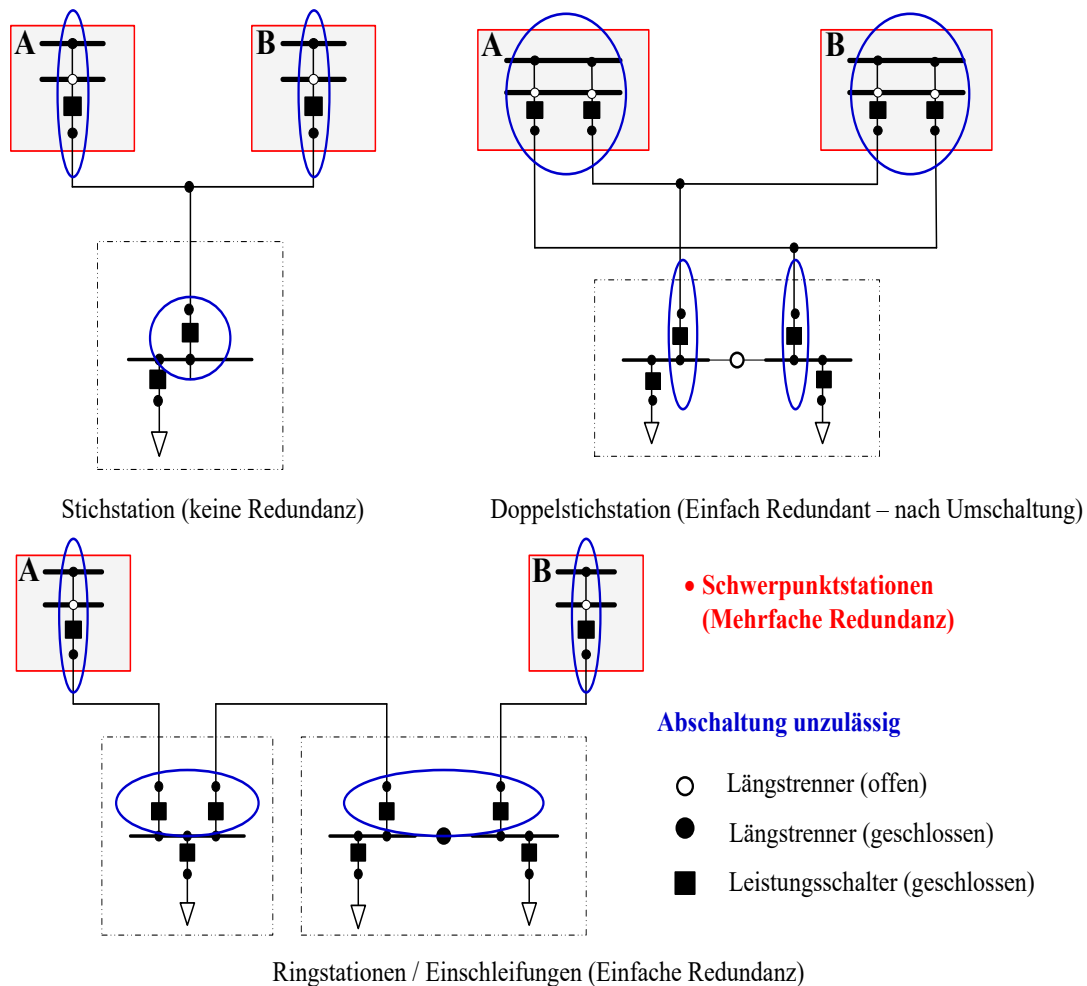 A
B
A
B
Stichstation (keine Redundanz)
Doppelstichstation (Einfach Redundant – nach Umschaltung)
A
B
• Schwerpunktstationen
(Mehrfache Redundanz)
Abschaltung unzulässig
Längstrenner (offen)
Längstrenner (geschlossen)
Leistungsschalter (geschlossen)
Ringstationen / Einschleifungen (Einfache Redundanz)